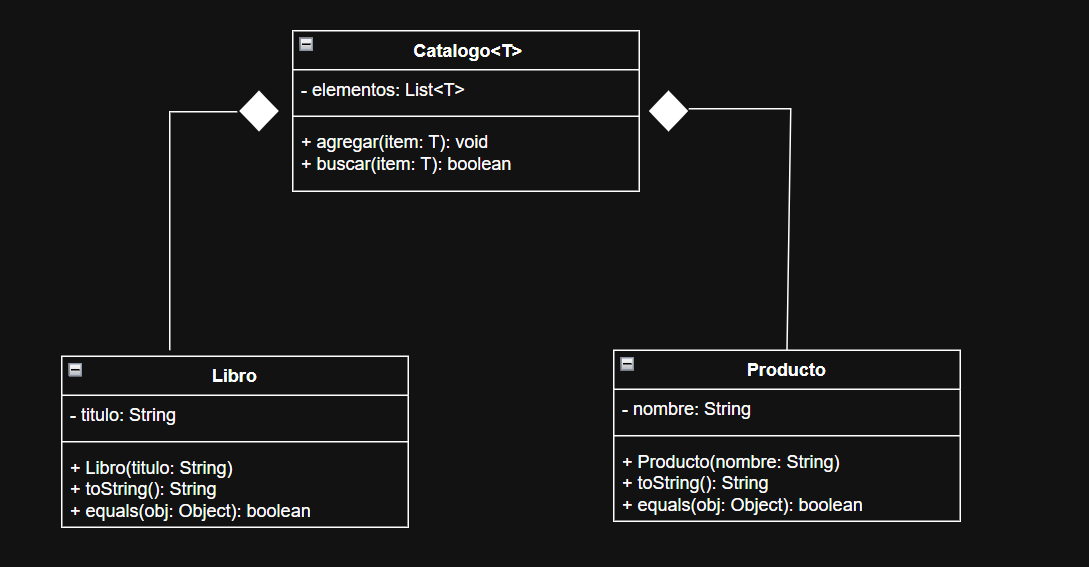 Catalogo<T>
- elementos: List<T>
+ agregar(item: T): void
+ buscar(item: T): boolean
Libro
- titulo: String
+ Libro(titulo: String)
+ toString(): String
+ equals(obj: Object): boolean
Producto
- nombre: String
+ Producto(nombre: String)
+ toString(): String
+ equals(obj: Object): boolean